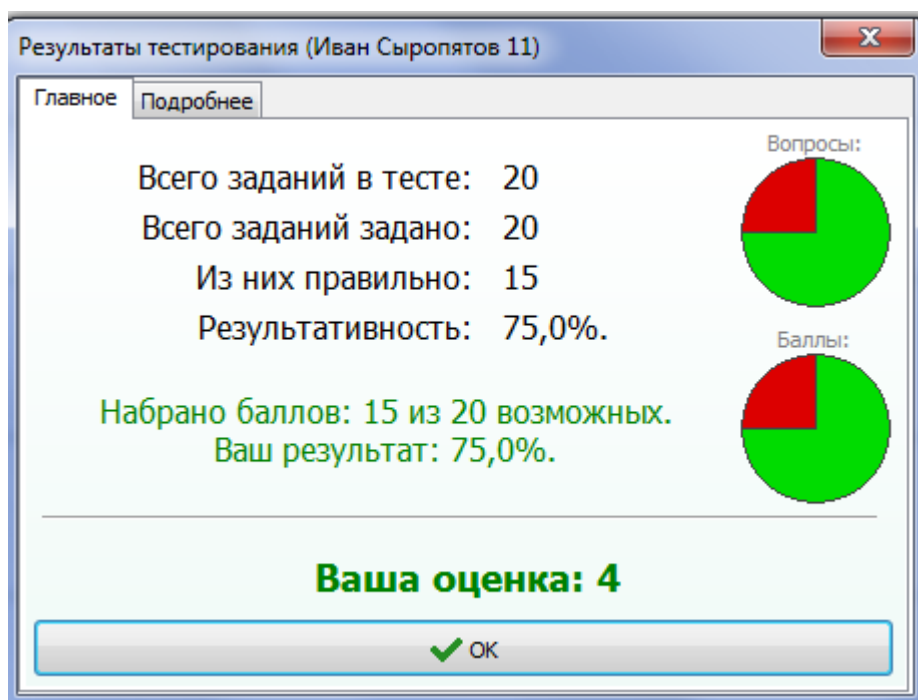 Результаты тестирования (Иван Сыропятов 11)
Главное Подробнее
Вопросы:
Всего заданий в тесте: 20
Всего заданий задано: 20
Из них правильно: 15
Результативность: 75,0%.
Баллы:
Набрано баллов: 15 из 20 возможных.
Ваш результат: 75,0%.
Ваша оценка: 4
ОК